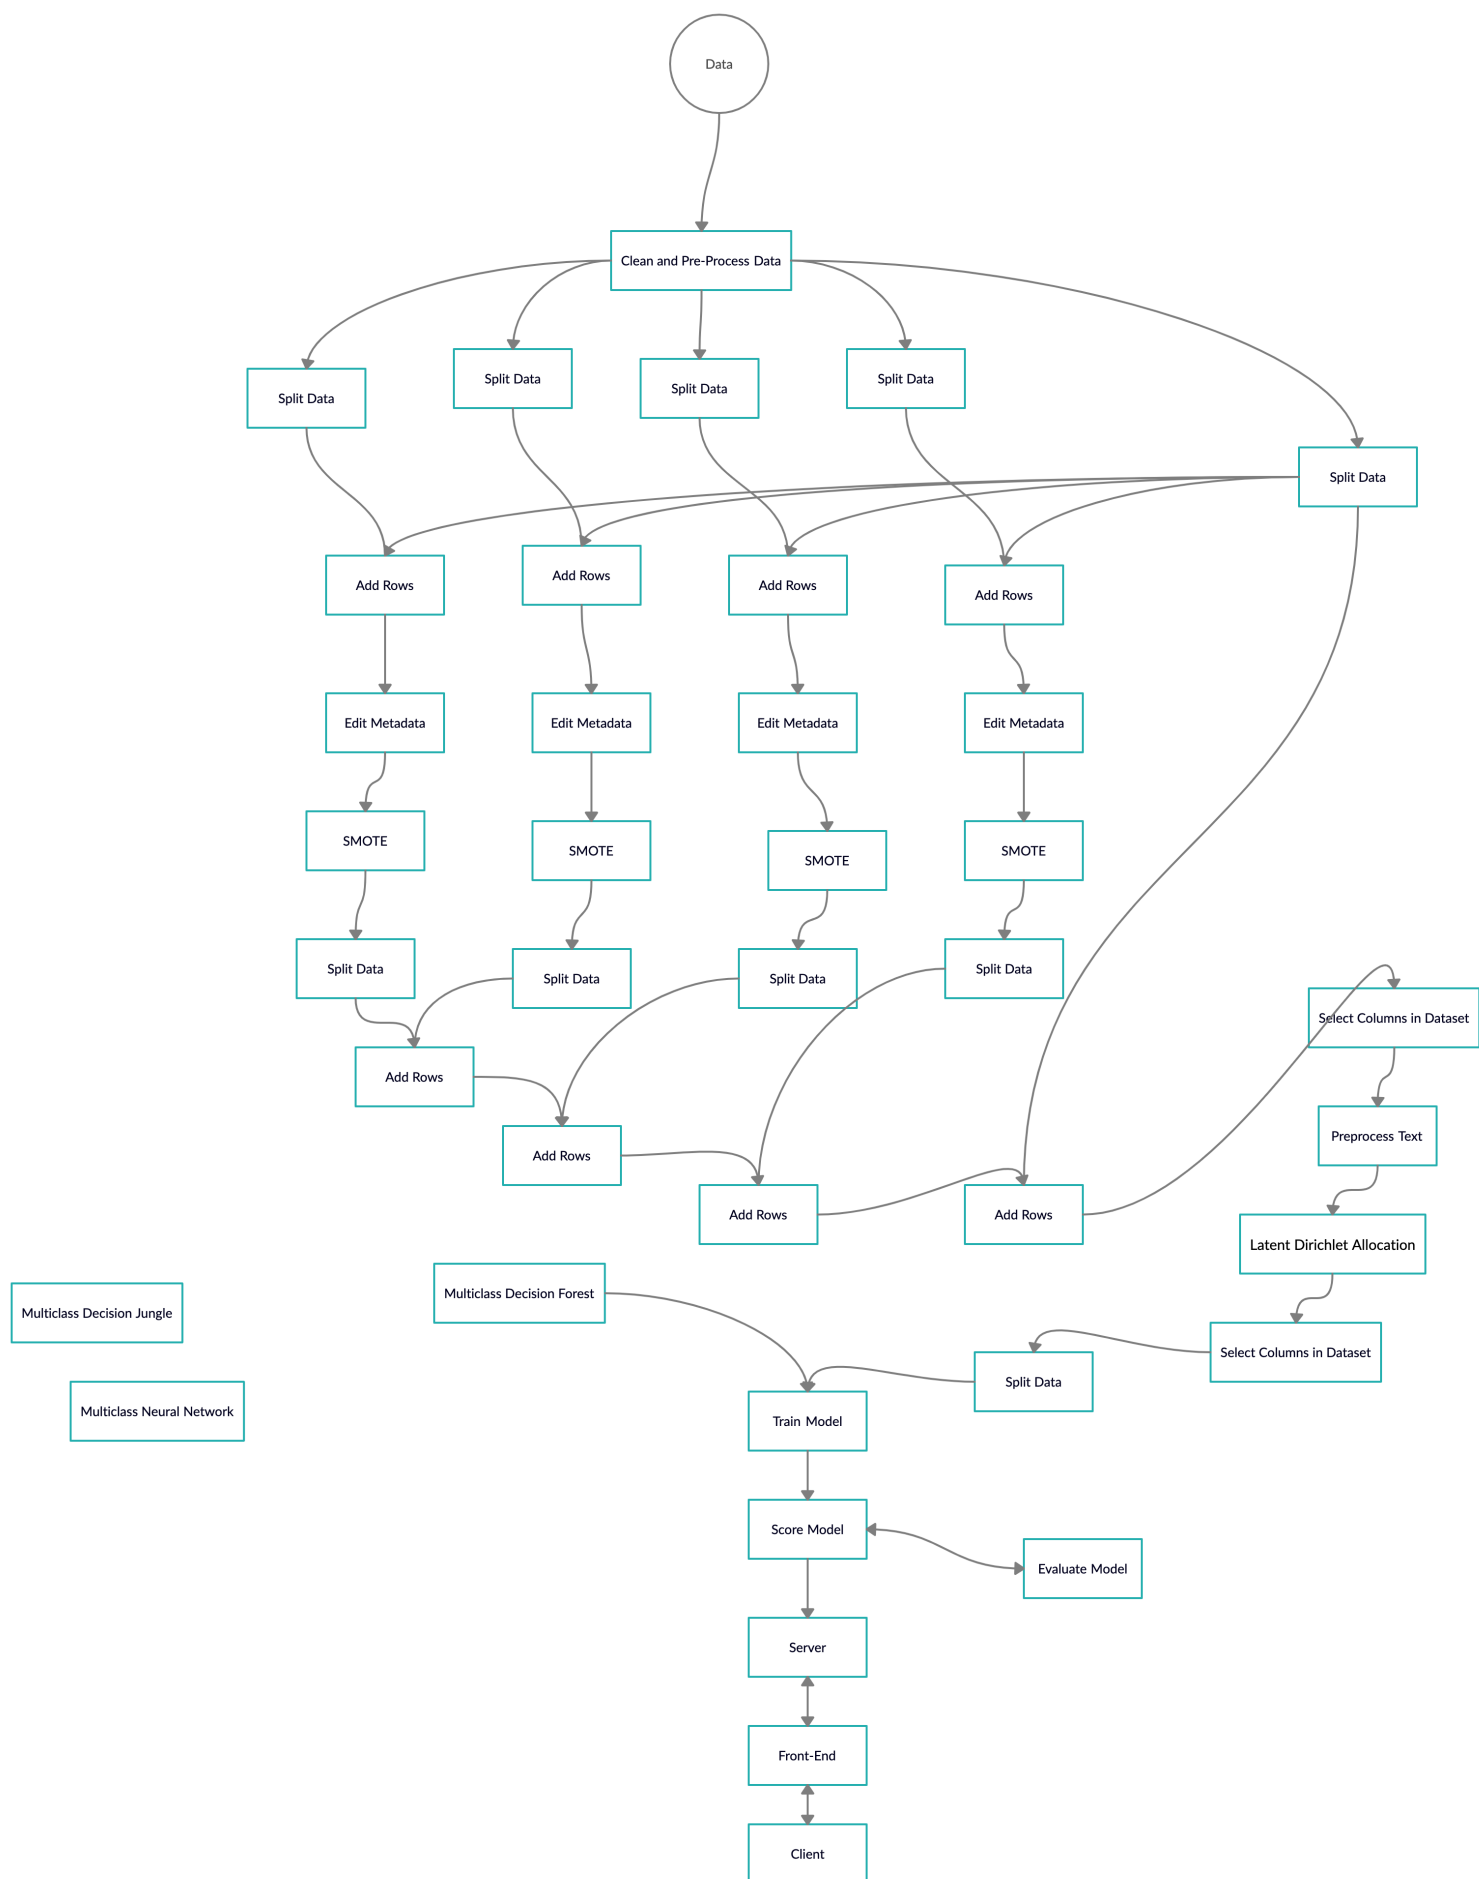 Data
Clean and Pre-Process Data
Split Data
Split Data
Split Data
Split Data
Split Data
Add Rows
Add Rows
Add Rows
Add Rows
Edit Metadata
Edit Metadata
Edit Metadata
Edit Metadata
SMOTE
SMOTE
SMOTE
SMOTE
Split Data
Split Data
Split Data
Split Data
Select Columns in Dataset
Add Rows
Preprocess Text
Add Rows
Add Rows
Add Rows
Latent Dirichlet Allocation
Multiclass Decision Forest
Multiclass Decision Jungle
Select Columns in Dataset
Split Data
Multiclass Neural Network
Train Model
Score Model
Evaluate Model
Server
Front-End
Client